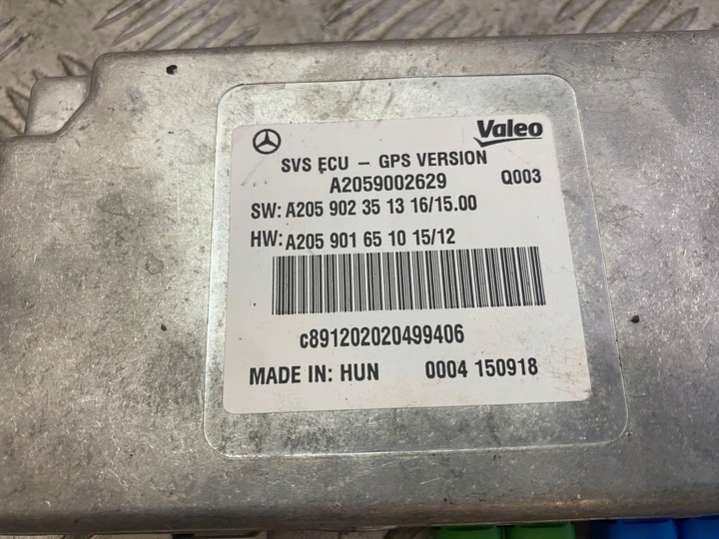 Valeo
SVS ECU – GPS VERSION
A2059002629 Q003
SW: A205 902 35 13 16/15.00
HW: A205 901 65 10 15/12
c891202020499406
MADE IN: HUN 0004 150918